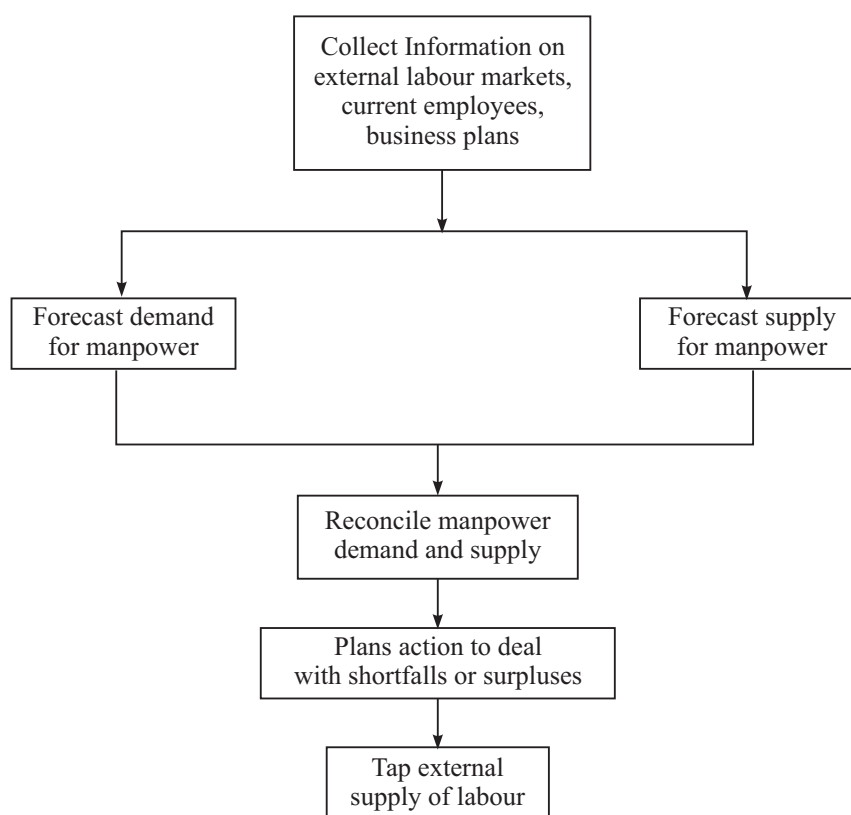 Collect Information on
external labour markets,
current employees,
business plans
Forecast demand
for manpower
Forecast supply
for manpower
Reconcile manpower
demand and supply
Plans action to deal
with shortfalls or surpluses
Tap external
supply of labour